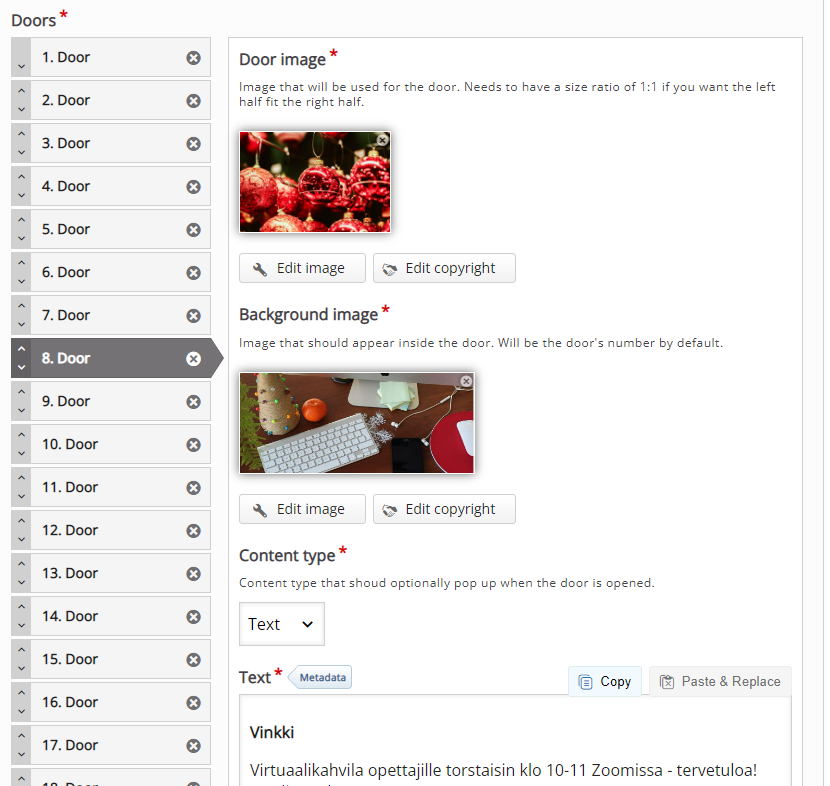 Doors *
1. Door
2. Door
3. Door
4. Door
5. Door
6. Door
7. Door
8. Door
9. Door
10. Door
11. Door
12. Door
13. Door
14. Door
15. Door
16. Door
17. Door
Door image *
Image that will be used for the door. Needs to have a size ratio of 1:1 if you want the left
half fit the right half.
Edit image
Edit copyright
Background image *
Image that should appear inside the door. Will be the door's number by default.
Edit image
Edit copyright
Content type *
Content type that shoud optionally pop up when the door is opened.
Text
Text * Metadata
Copy
Paste & Replace
Vinkki
Virtuaalikahvila opettajille torstaisin klo 10-11 Zoomissa - tervetuloa!